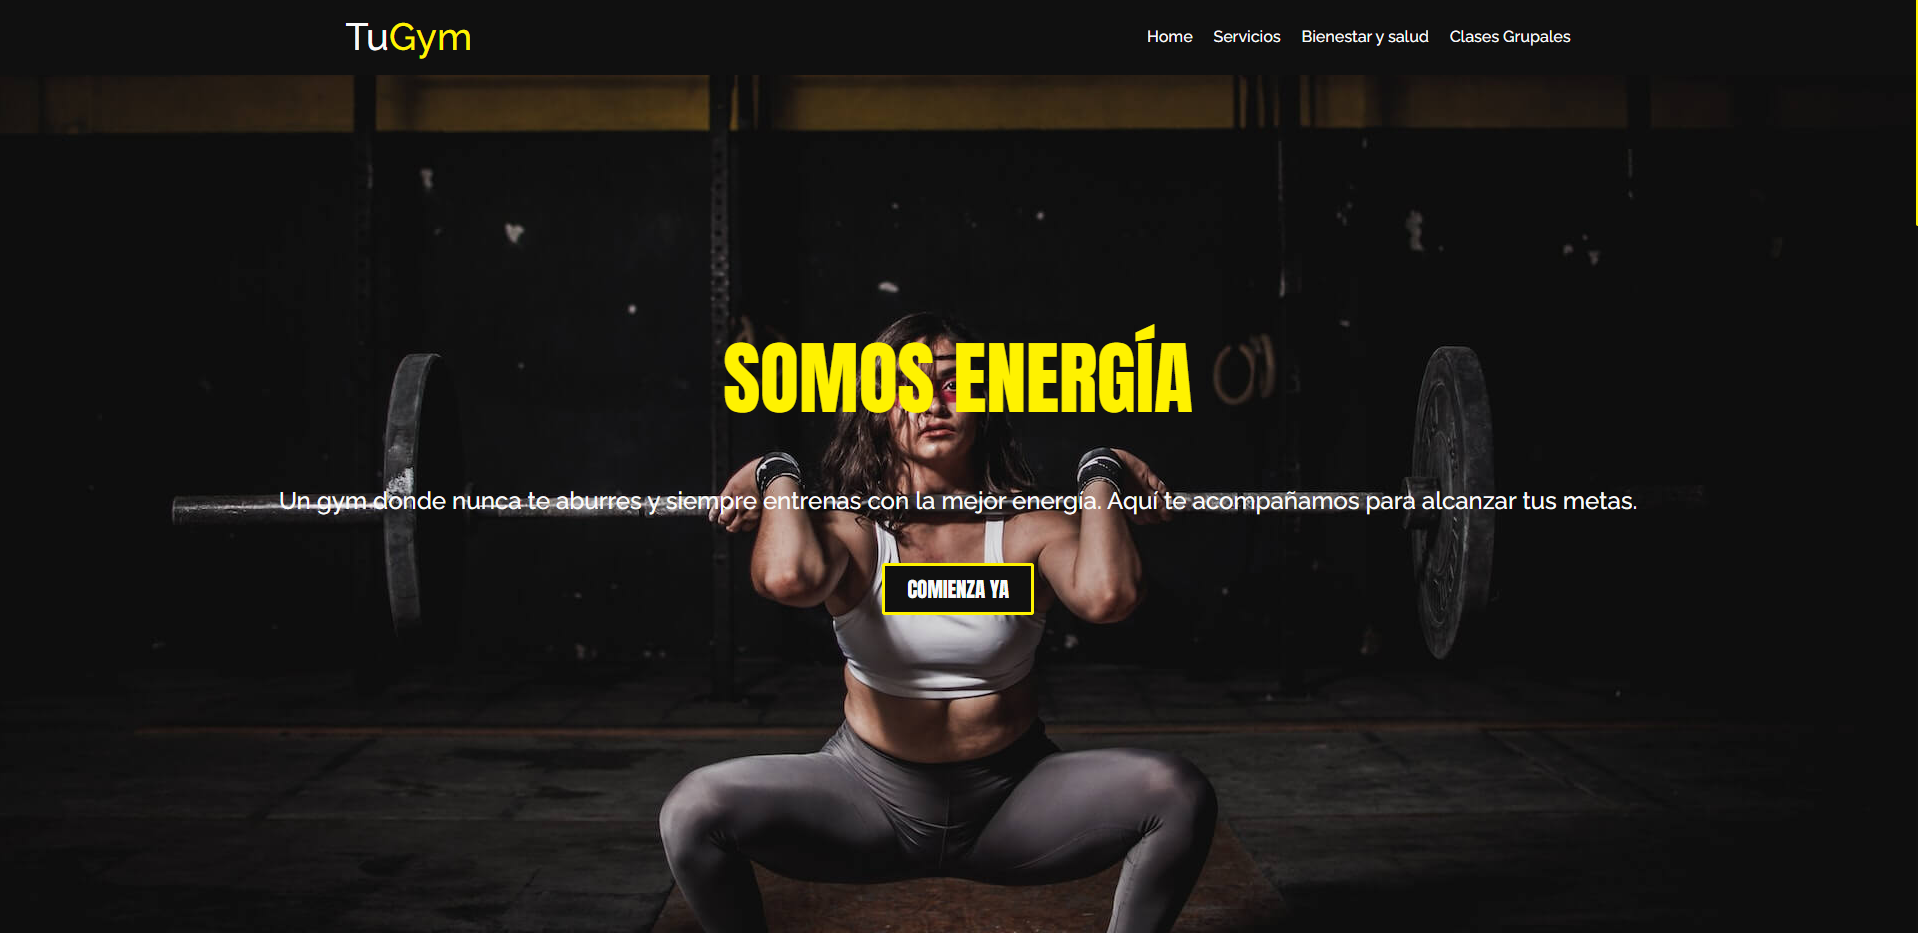 TuGym
Home Servicios Bienestar y salud Clases Grupales
SOMOS ENERGÍA
Un gym donde nunca te aburres y siempre entrenas con la mejor energía. Aquí te acompañamos para alcanzar tus metas.
COMIENZA YA